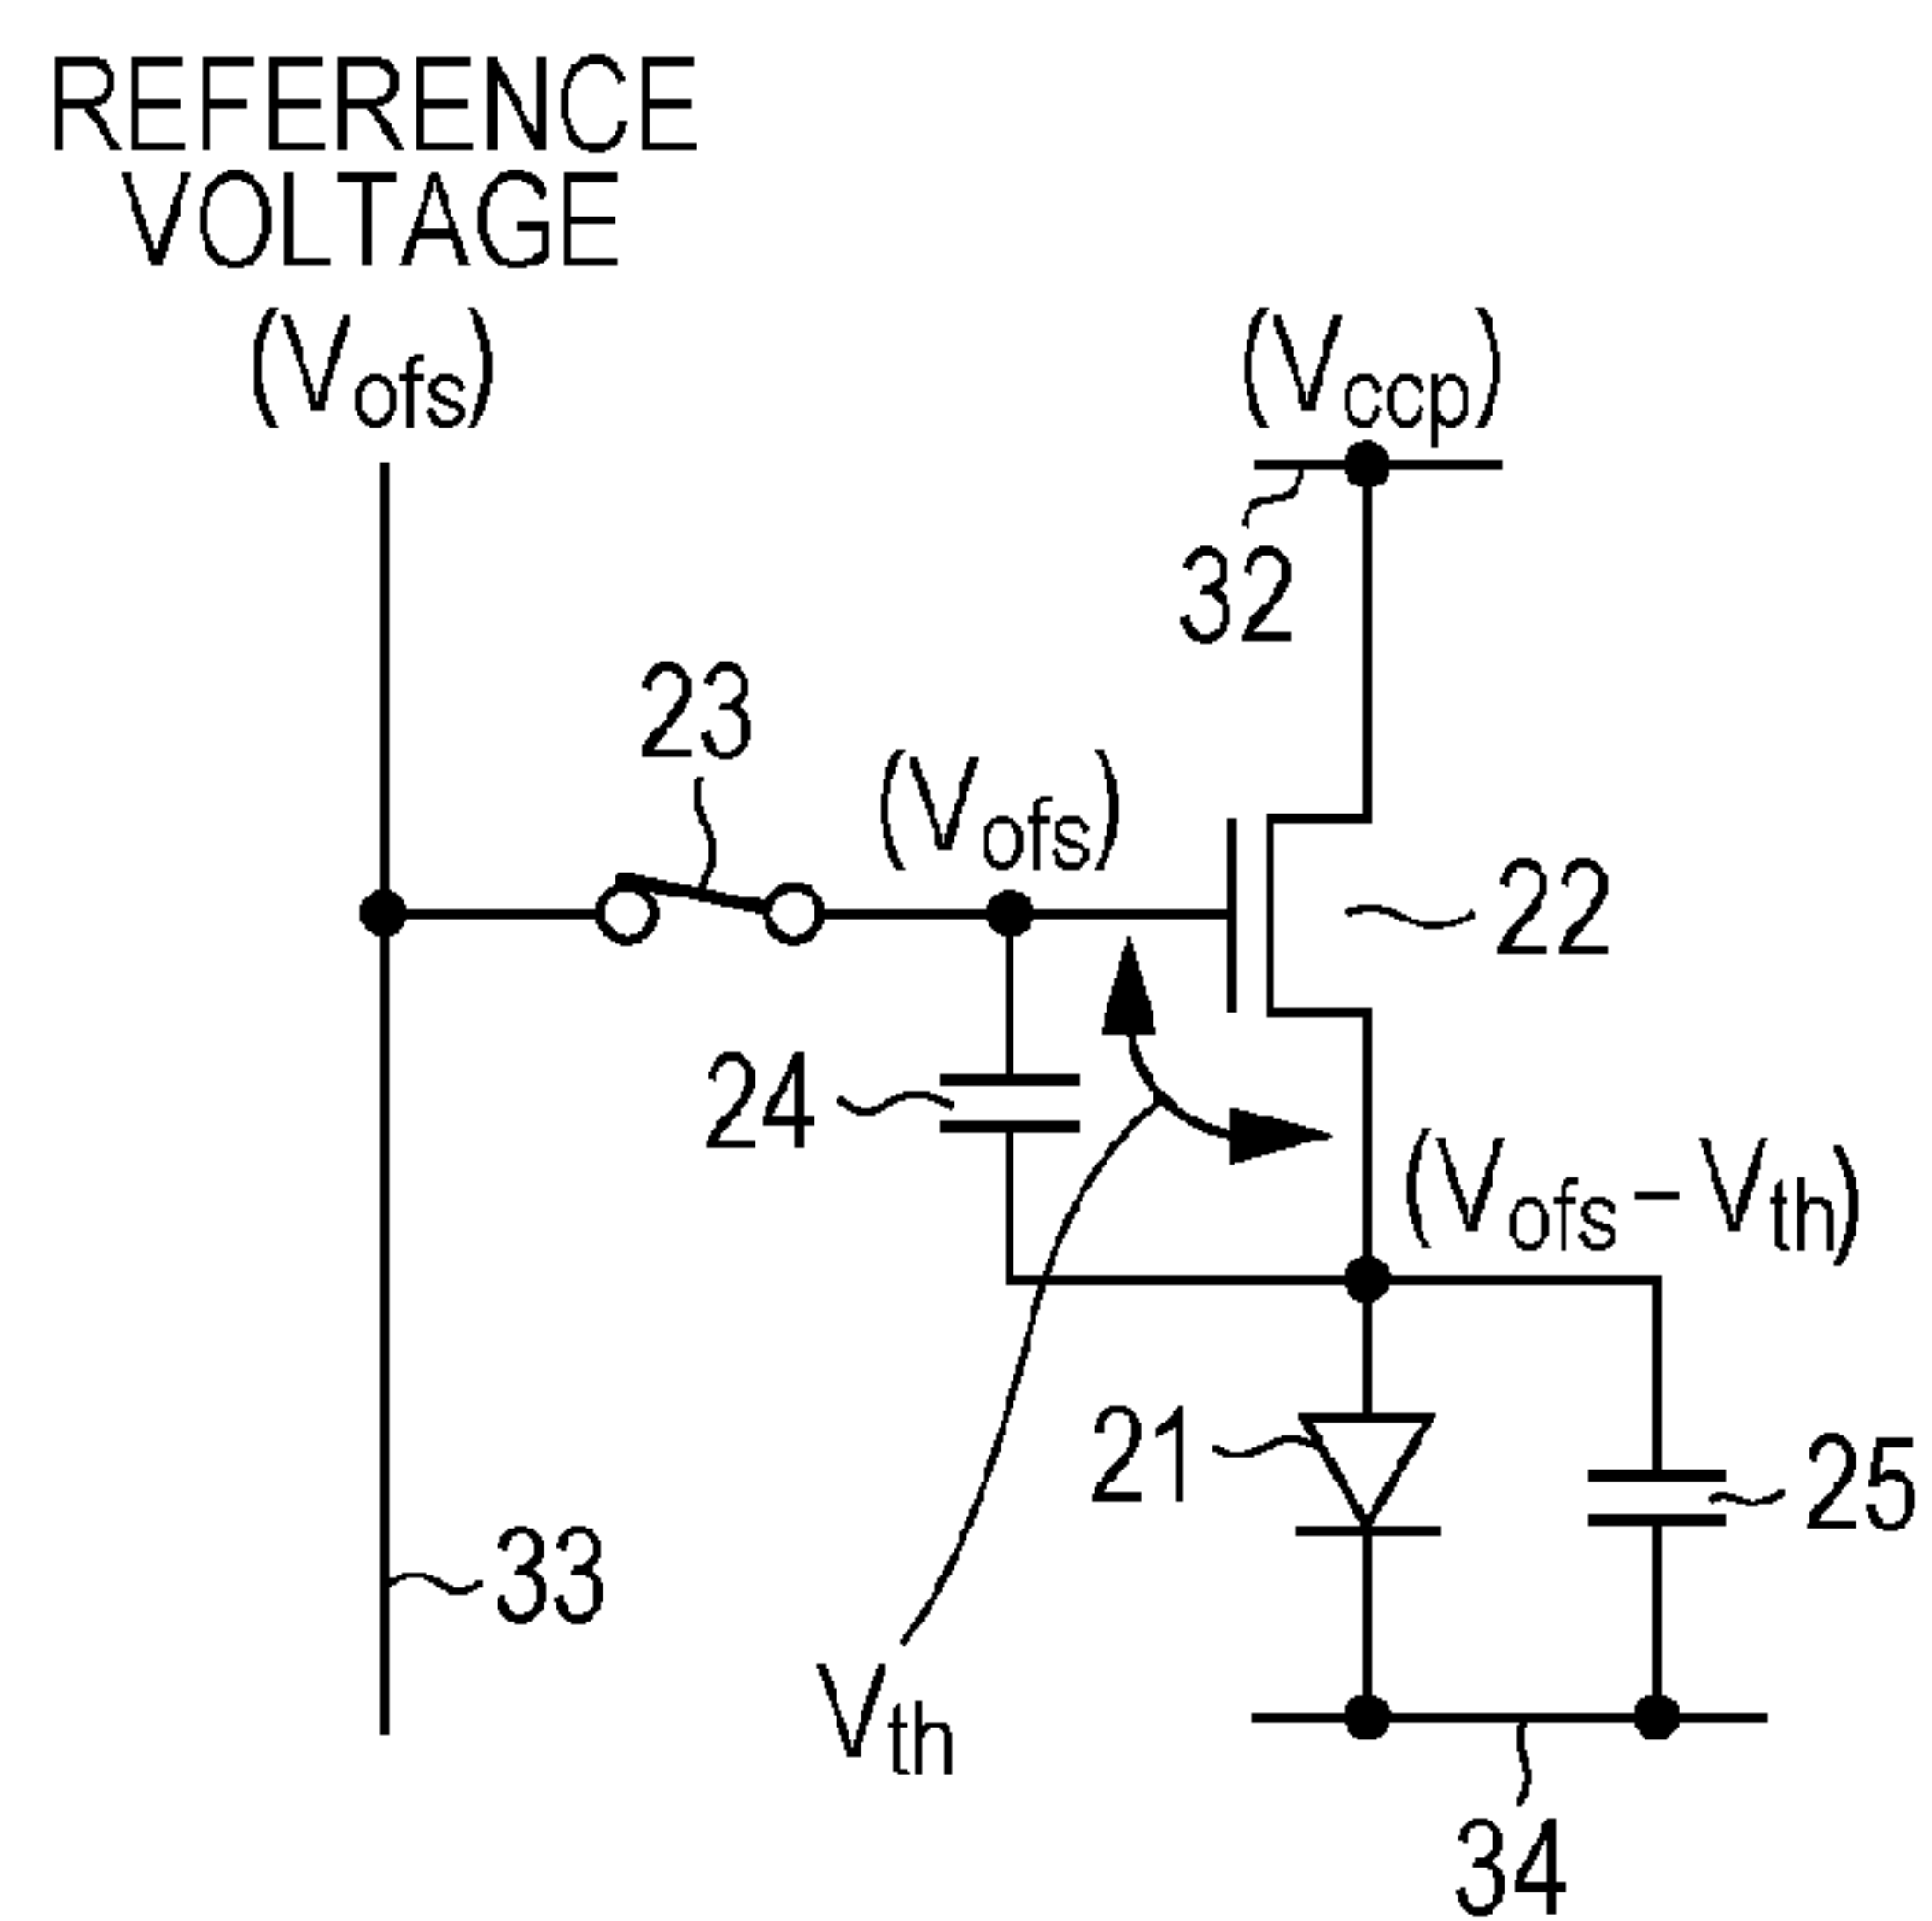 REFERENCE
VOLTAGE
(Vofs)
(Vccp)
32
23
(Vofs)
22
24
(Vofs – Vth)
21
25
33
Vth
34